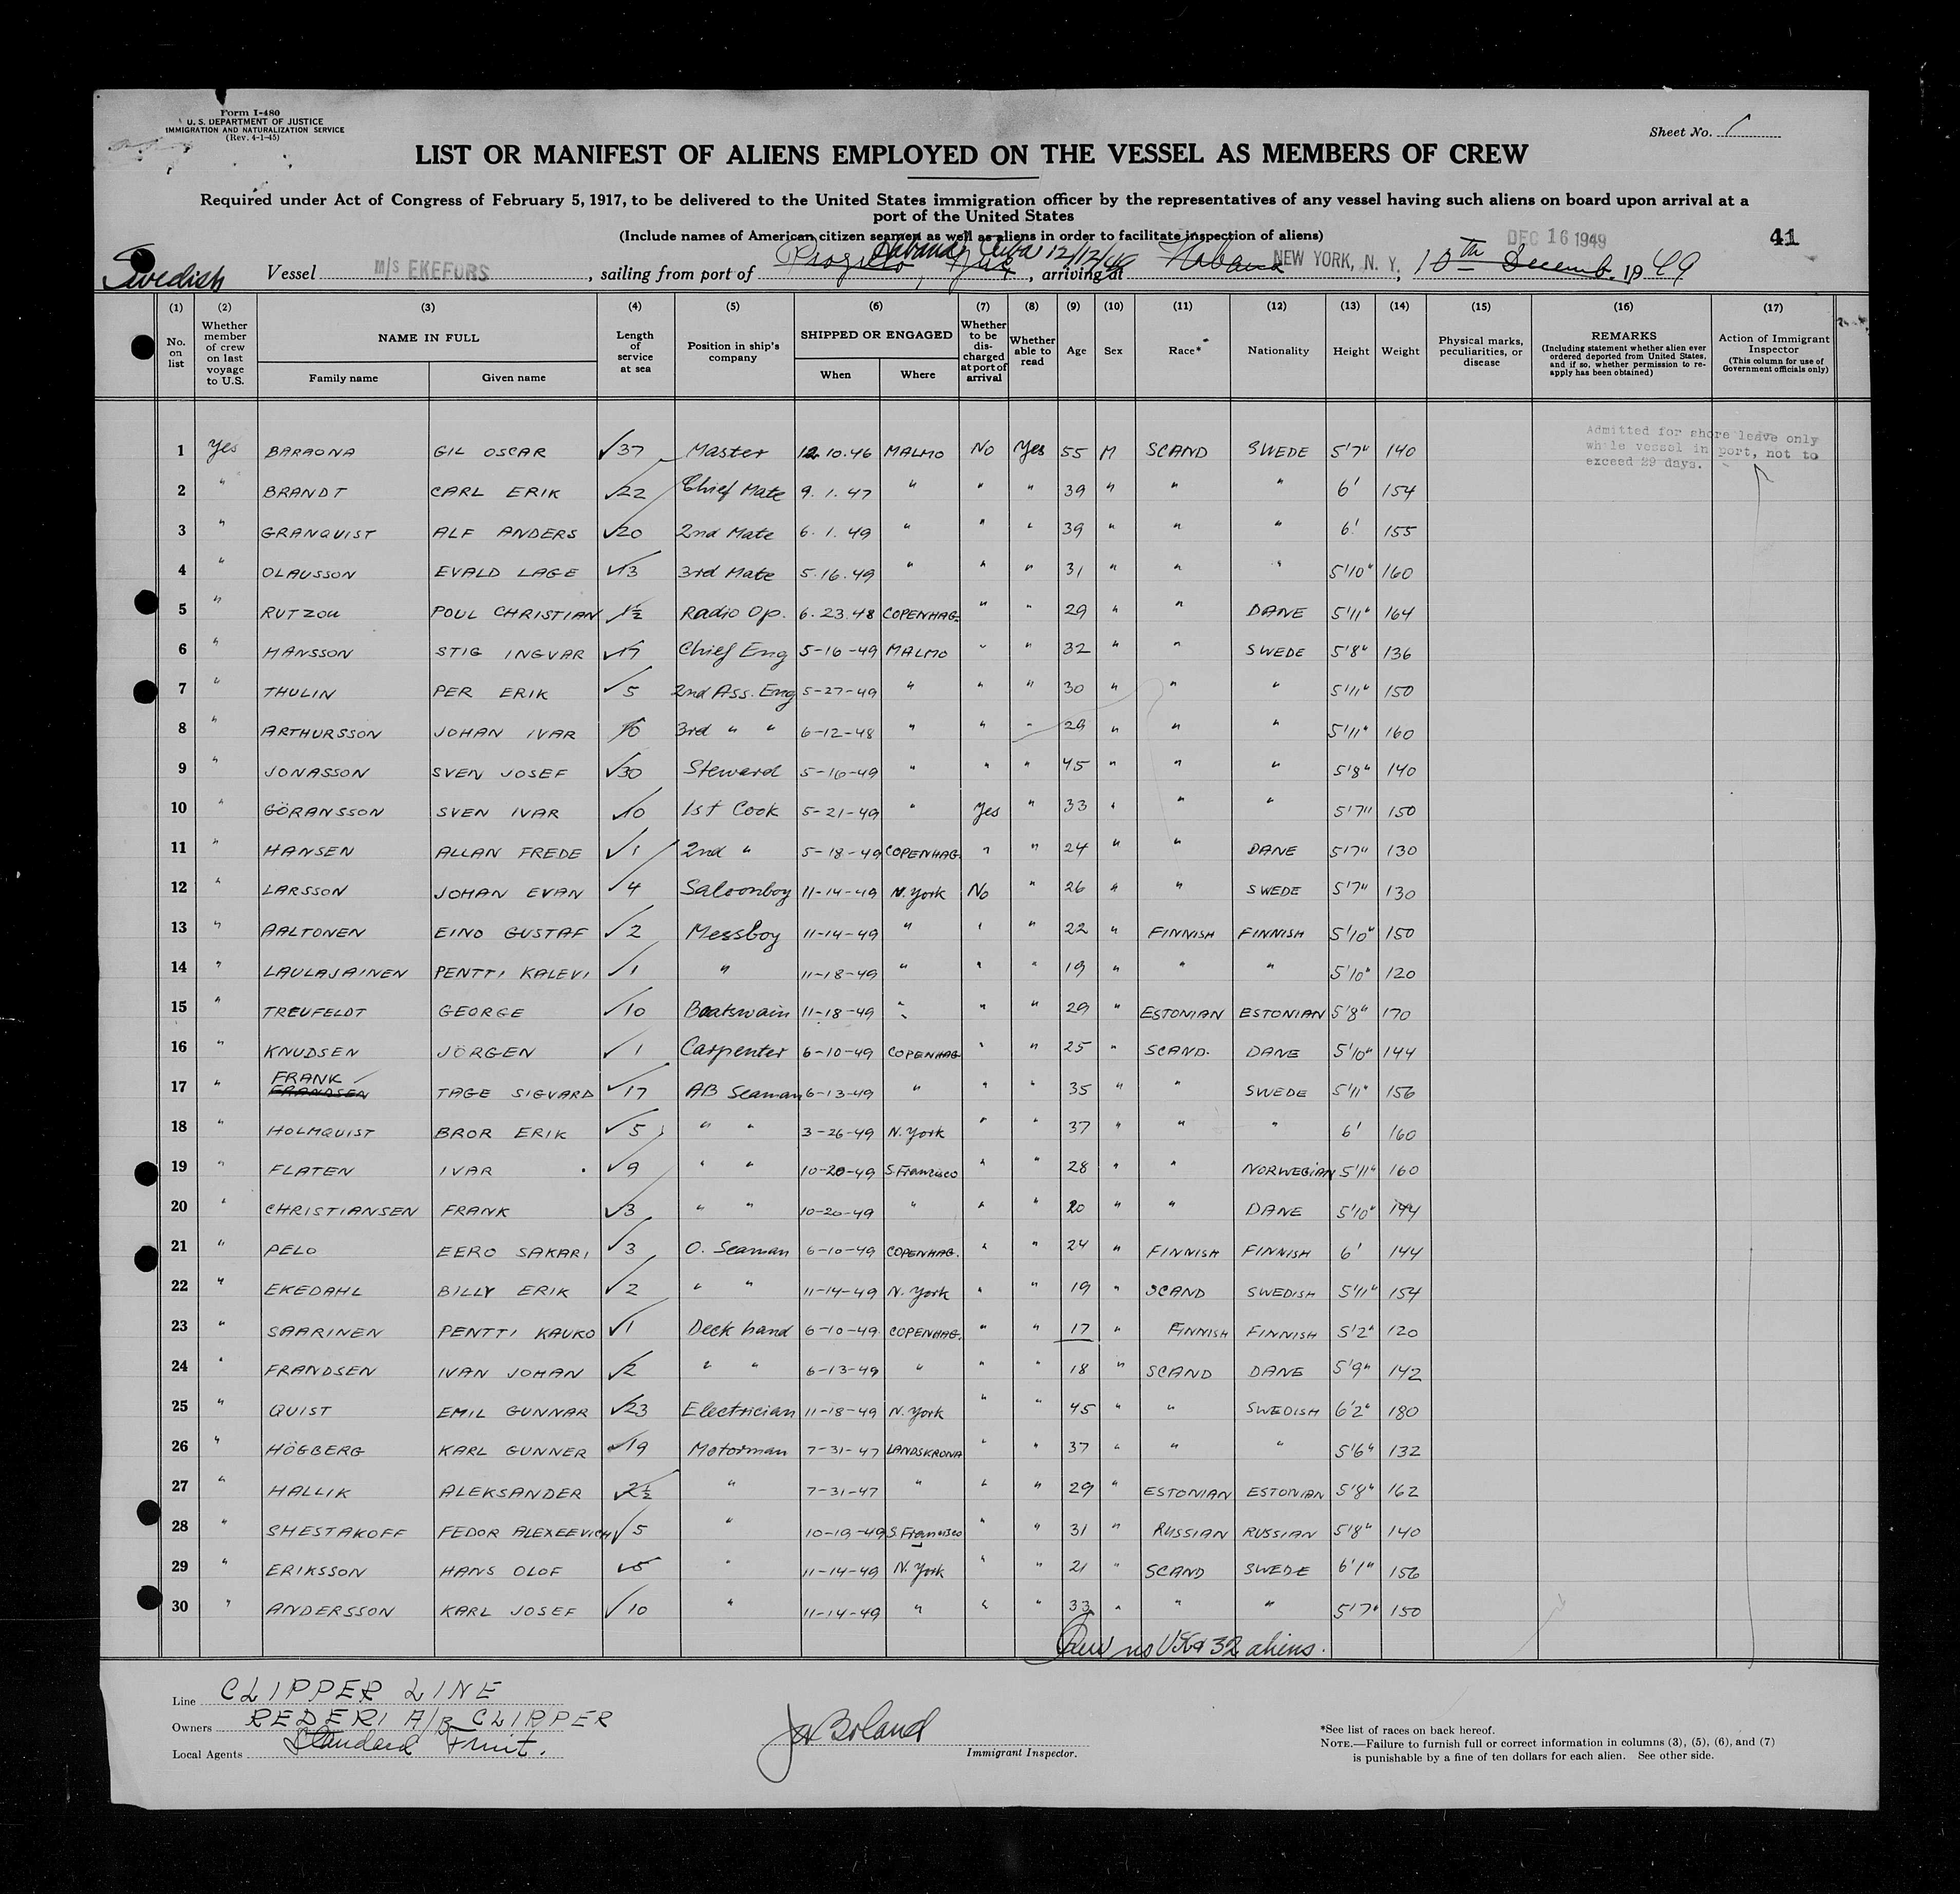 Form I-480
U. S. DEPARTMENT OF JUSTICE
IMMIGRATION AND NATURALIZATION SERVICE
(Rev. 4-1-45)
Sheet No. 1
LIST OR MANIFEST OF ALIENS EMPLOYED ON THE VESSEL AS MEMBERS OF CREW
Required under Act of Congress of February 5, 1917, to be delivered to the United States immigration officer by the representatives of any vessel having such aliens on board upon arrival at a
port of the United States
(Include names of American citizen seamen as well as aliens in order to facilitate inspection of aliens)
DEC 16 1949
41
Habana, Cuba 12/12/49
Swedish Vessel M/S EKEFORS, sailing from port of Progreso, arriving at Habana NEW YORK, N. Y., 10th Decemb. 1949
(1) (2) (3) (4) (5) (6) (7) (8) (9) (10) (11) (12) (13) (14) (15) (16) (17)
No. on list Whether member of crew on last voyage to U.S. NAME IN FULL Family name Given name Length of service at sea Position in ship's company SHIPPED OR ENGAGED When Where Whether to be discharged at port of arrival Whether able to read Age Sex Race* Nationality Height Weight Physical marks, peculiarities, or disease REMARKS (Including statement whether alien ever ordered deported from United States, and if so, whether permission to reapply has been obtained) Action of Immigrant Inspector (This column for use of Government officials only)
Admitted for shore leave only
while vessel in port, not to
exceed 29 days.
1 Yes BARAONA GIL OSCAR 37 Master 12.10.46 MALMO No Yes 55 M SCAND SWEDE 5'7" 140
2 " BRANDT CARL ERIK 22 Chief Mate 9.1.47 " " " 39 " " " 6' 154
3 " GRANQUIST ALF ANDERS 20 2nd Mate 6.1.49 " " " 39 " " " 6' 155
4 " OLAUSSON EVALD LAGE 13 3rd Mate 5.16.49 " " " 31 " " " 5'10" 160
5 " RUTZOU POUL CHRISTIAN 1½ Radio Op. 6.23.48 COPENHAG. " " 29 " " DANE 5'11" 164
6 " HANSSON STIG INGVAR 17 Chief Eng 5-16-49 MALMO " " 32 " " SWEDE 5'8" 136
7 " THULIN PER ERIK 5 2nd Ass. Eng 5-27-49 " " " 30 " " " 5'11" 150
8 " ARTHURSSON JOHAN IVAR 3rd " " 6-12-48 " " " 29 " " " 5'11" 160
9 " JONASSON SVEN JOSEF 30 Steward 5-16-49 " " " 45 " " " 5'8" 140
10 " GÖRANSSON SVEN IVAR 10 1st Cook 5-21-49 " Yes " 33 " " " 5'7" 150
11 " HANSEN ALLAN FREDE 1 2nd " 5-18-49 COPENHAG. " " 24 " " DANE 5'7" 130
12 " LARSSON JOHAN EVAN 4 Saloonboy 11-14-49 N. York No " 26 " " SWEDE 5'7" 130
13 " AALTONEN EINO GUSTAF 2 Messboy 11-14-49 " " " 22 " FINNISH FINNISH 5'10" 150
14 " LAULAJAINEN PENTTI KALEVI 1 " 11-18-49 " " " 19 " " " 5'10" 120
15 " TREUFELDT GEORGE 10 Boatswain 11-18-49 " " " 29 " ESTONIAN ESTONIAN 5'8" 170
16 " KNUDSEN JÖRGEN 1 Carpenter 6-10-49 COPENHAG " " 25 " SCAND. DANE 5'10" 144
17 " FRANK FRANDSEN TAGE SIGVARD 17 AB Seaman 6-13-49 " " " 35 " " SWEDE 5'11" 156
18 " HOLMQUIST BROR ERIK 5 " " 3-26-49 N. York " " 37 " " " 6' 160
19 " FLATEN IVAR 9 " " 10-20-49 S. Francisco " " 28 " " NORWEGIAN 5'11" 160
20 " CHRISTIANSEN FRANK 3 " " 10-20-49 " " " 20 " " DANE 5'10" 144
21 " PELO EERO SAKARI 3 O. Seaman 6-10-49 COPENHAG. " " 24 " FINNISH FINNISH 6' 144
22 " EKEDAHL BILLY ERIK 2 " " 11-14-49 N. York " " 19 " SCAND SWEDISH 5'11" 154
23 " SAARINEN PENTTI KAUKO 1 Deck hand 6-10-49 COPENHAG. " " 17 " FINNISH FINNISH 5'2" 120
24 " FRANDSEN IVAN JOHAN 2 " " 6-13-49 " " " 18 " SCAND DANE 5'9" 142
25 " QUIST EMIL GUNNAR 23 Electrician 11-18-49 N. York " " 45 " " SWEDISH 6'2" 180
26 " HÖGBERG KARL GUNNER 19 Motorman 7-31-47 LANDSKRONA " " 37 " " " 5'6" 132
27 " HALLIK ALEKSANDER 2½ " 7-31-47 " " " 29 " ESTONIAN ESTONIAN 5'8" 162
28 " SHESTAKOFF FEDOR ALEXEEVICH 5 " 10-19-49 S. Francisco " " 31 " RUSSIAN RUSSIAN 5'8" 140
29 " ERIKSSON HANS OLOF 5 " 11-14-49 N. York " " 21 " SCAND SWEDE 6'1" 156
30 " ANDERSSON KARL JOSEF 10 " 11-14-49 " " " 33 " " " 5'7" 150
32 aliens.
Line CLIPPER LINE
Owners REDERI A/B CLIPPER
Local Agents Standard Fruit.
Boland
Immigrant Inspector.
*See list of races on back hereof.
NOTE.—Failure to furnish full or correct information in columns (3), (5), (6), and (7)
is punishable by a fine of ten dollars for each alien. See other side.